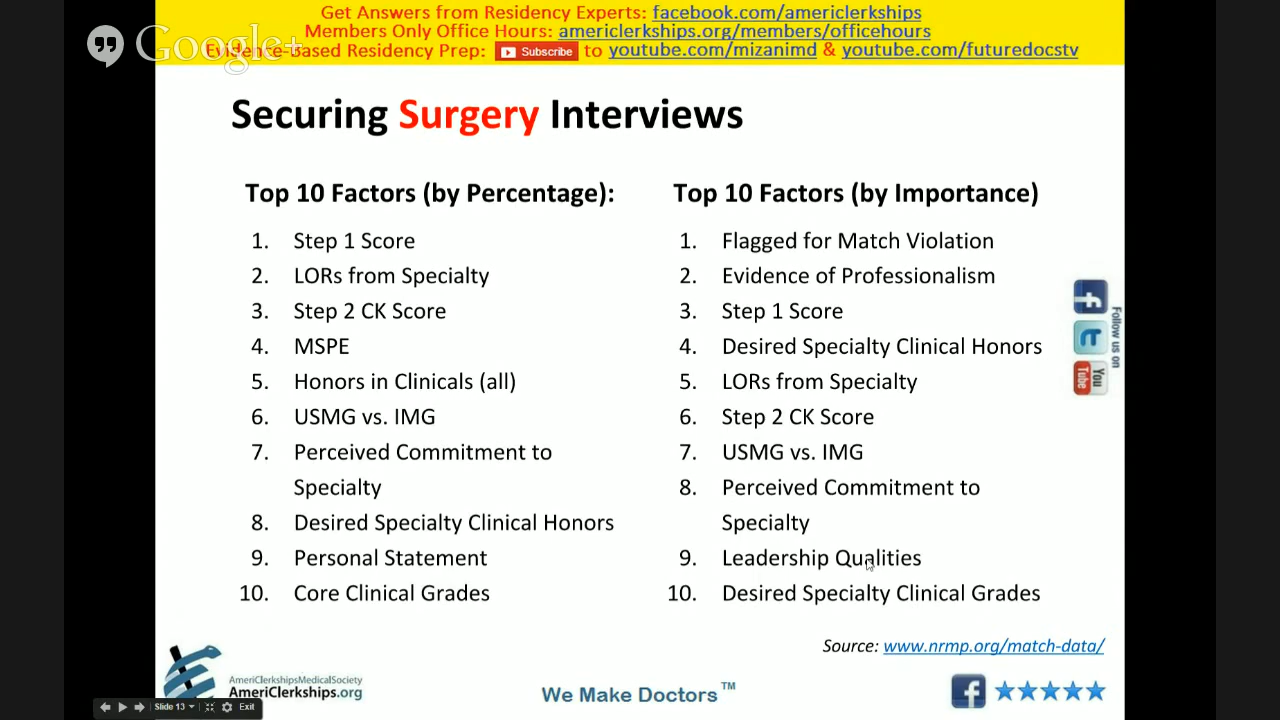 Get Answers from Residency Experts: facebook.com/americlerkships
Members Only Office Hours: americlerkships.org/members/officehours
Google+
Evidence-Based Residency Prep: Subscribe to youtube.com/mizanimd & youtube.com/futuredocstv
Securing Surgery Interviews
Top 10 Factors (by Percentage):
1. Step 1 Score
2. LORs from Specialty
3. Step 2 CK Score
4. MSPE
5. Honors in Clinicals (all)
6. USMG vs. IMG
7. Perceived Commitment to
Specialty
8. Desired Specialty Clinical Honors
9. Personal Statement
10. Core Clinical Grades
Top 10 Factors (by Importance)
1. Flagged for Match Violation
2. Evidence of Professionalism
3. Step 1 Score
4. Desired Specialty Clinical Honors
5. LORs from Specialty
6. Step 2 CK Score
7. USMG vs. IMG
8. Perceived Commitment to
Specialty
9. Leadership Qualities
10. Desired Specialty Clinical Grades
Follow us on
You
Tube
Source: www.nrmp.org/match-data/
AmeriClerkshipsMedicalSociety
AmeriClerkships.org
We Make Doctors™
Slide 13
Exit